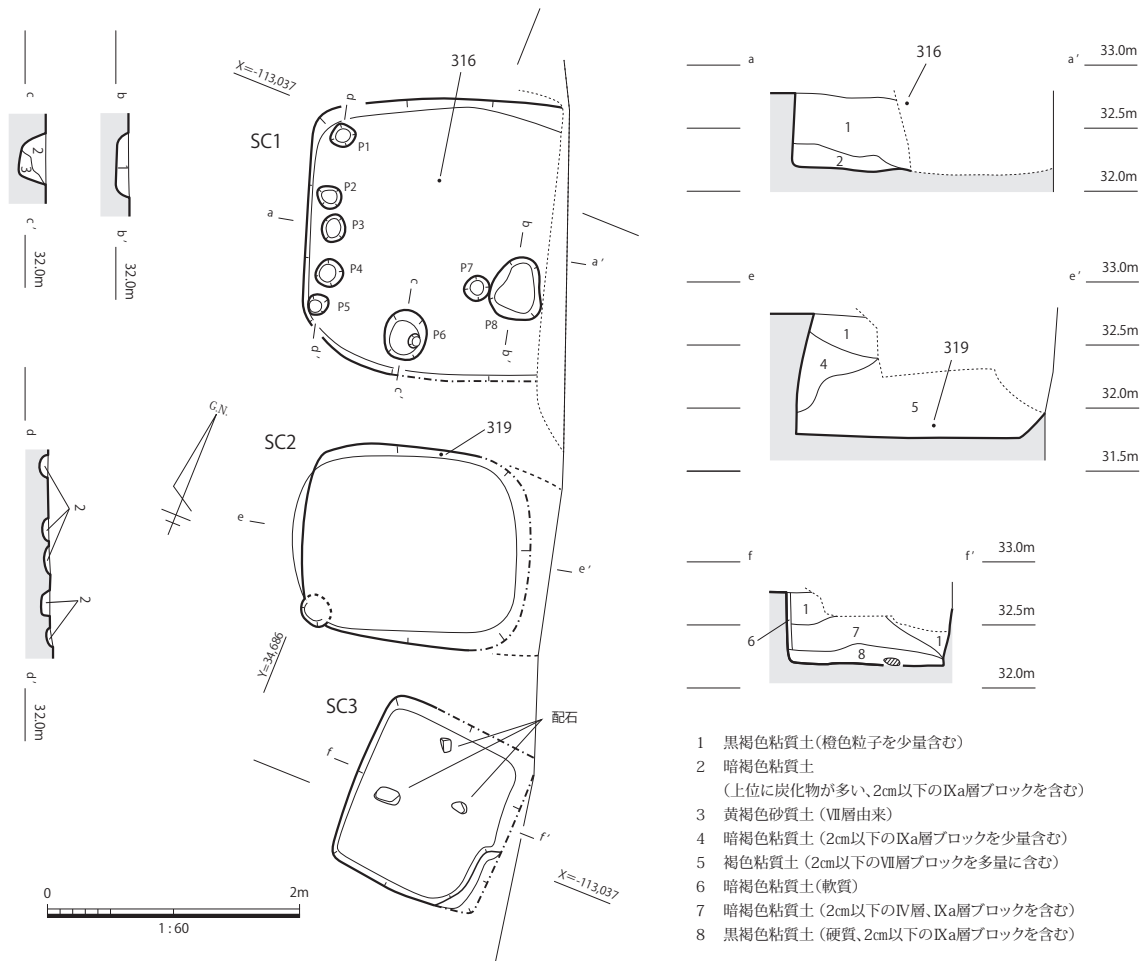 c
b
2
3
1
c'
b'
32.0m
32.0m
X=-113,037
316
d
SC1
P1
P2
a
P3
P4
P5
P7
b
a'
c
P6
P8
b'
d'
c'
d
2
2
d'
32.0m
G.N.
SC2
319
e
e'
Y=34,686
SC3
配石
f
f'
X=-113,037
0
2m
1:60
a
316
a'
33.0m
1
32.5m
2
32.0m
e
e'
33.0m
1
32.5m
4
319
5
32.0m
31.5m
f
f'
33.0m
1
32.5m
6
7
1
8
32.0m
1 黒褐色粘質土(橙色粒子を少量含む)
2 暗褐色粘質土
(上位に炭化物が多い、2cm以下のⅨa層ブロックを含む)
3 黄褐色砂質土(Ⅶ層由来)
4 暗褐色粘質土(2cm以下のⅨa層ブロックを少量含む)
5 褐色粘質土(2cm以下のⅦ層ブロックを多量に含む)
6 暗褐色粘質土(軟質)
7 暗褐色粘質土(2cm以下のⅣ層、Ⅸa層ブロックを含む)
8 黒褐色粘質土(硬質、2cm以下のⅨa層ブロックを含む)